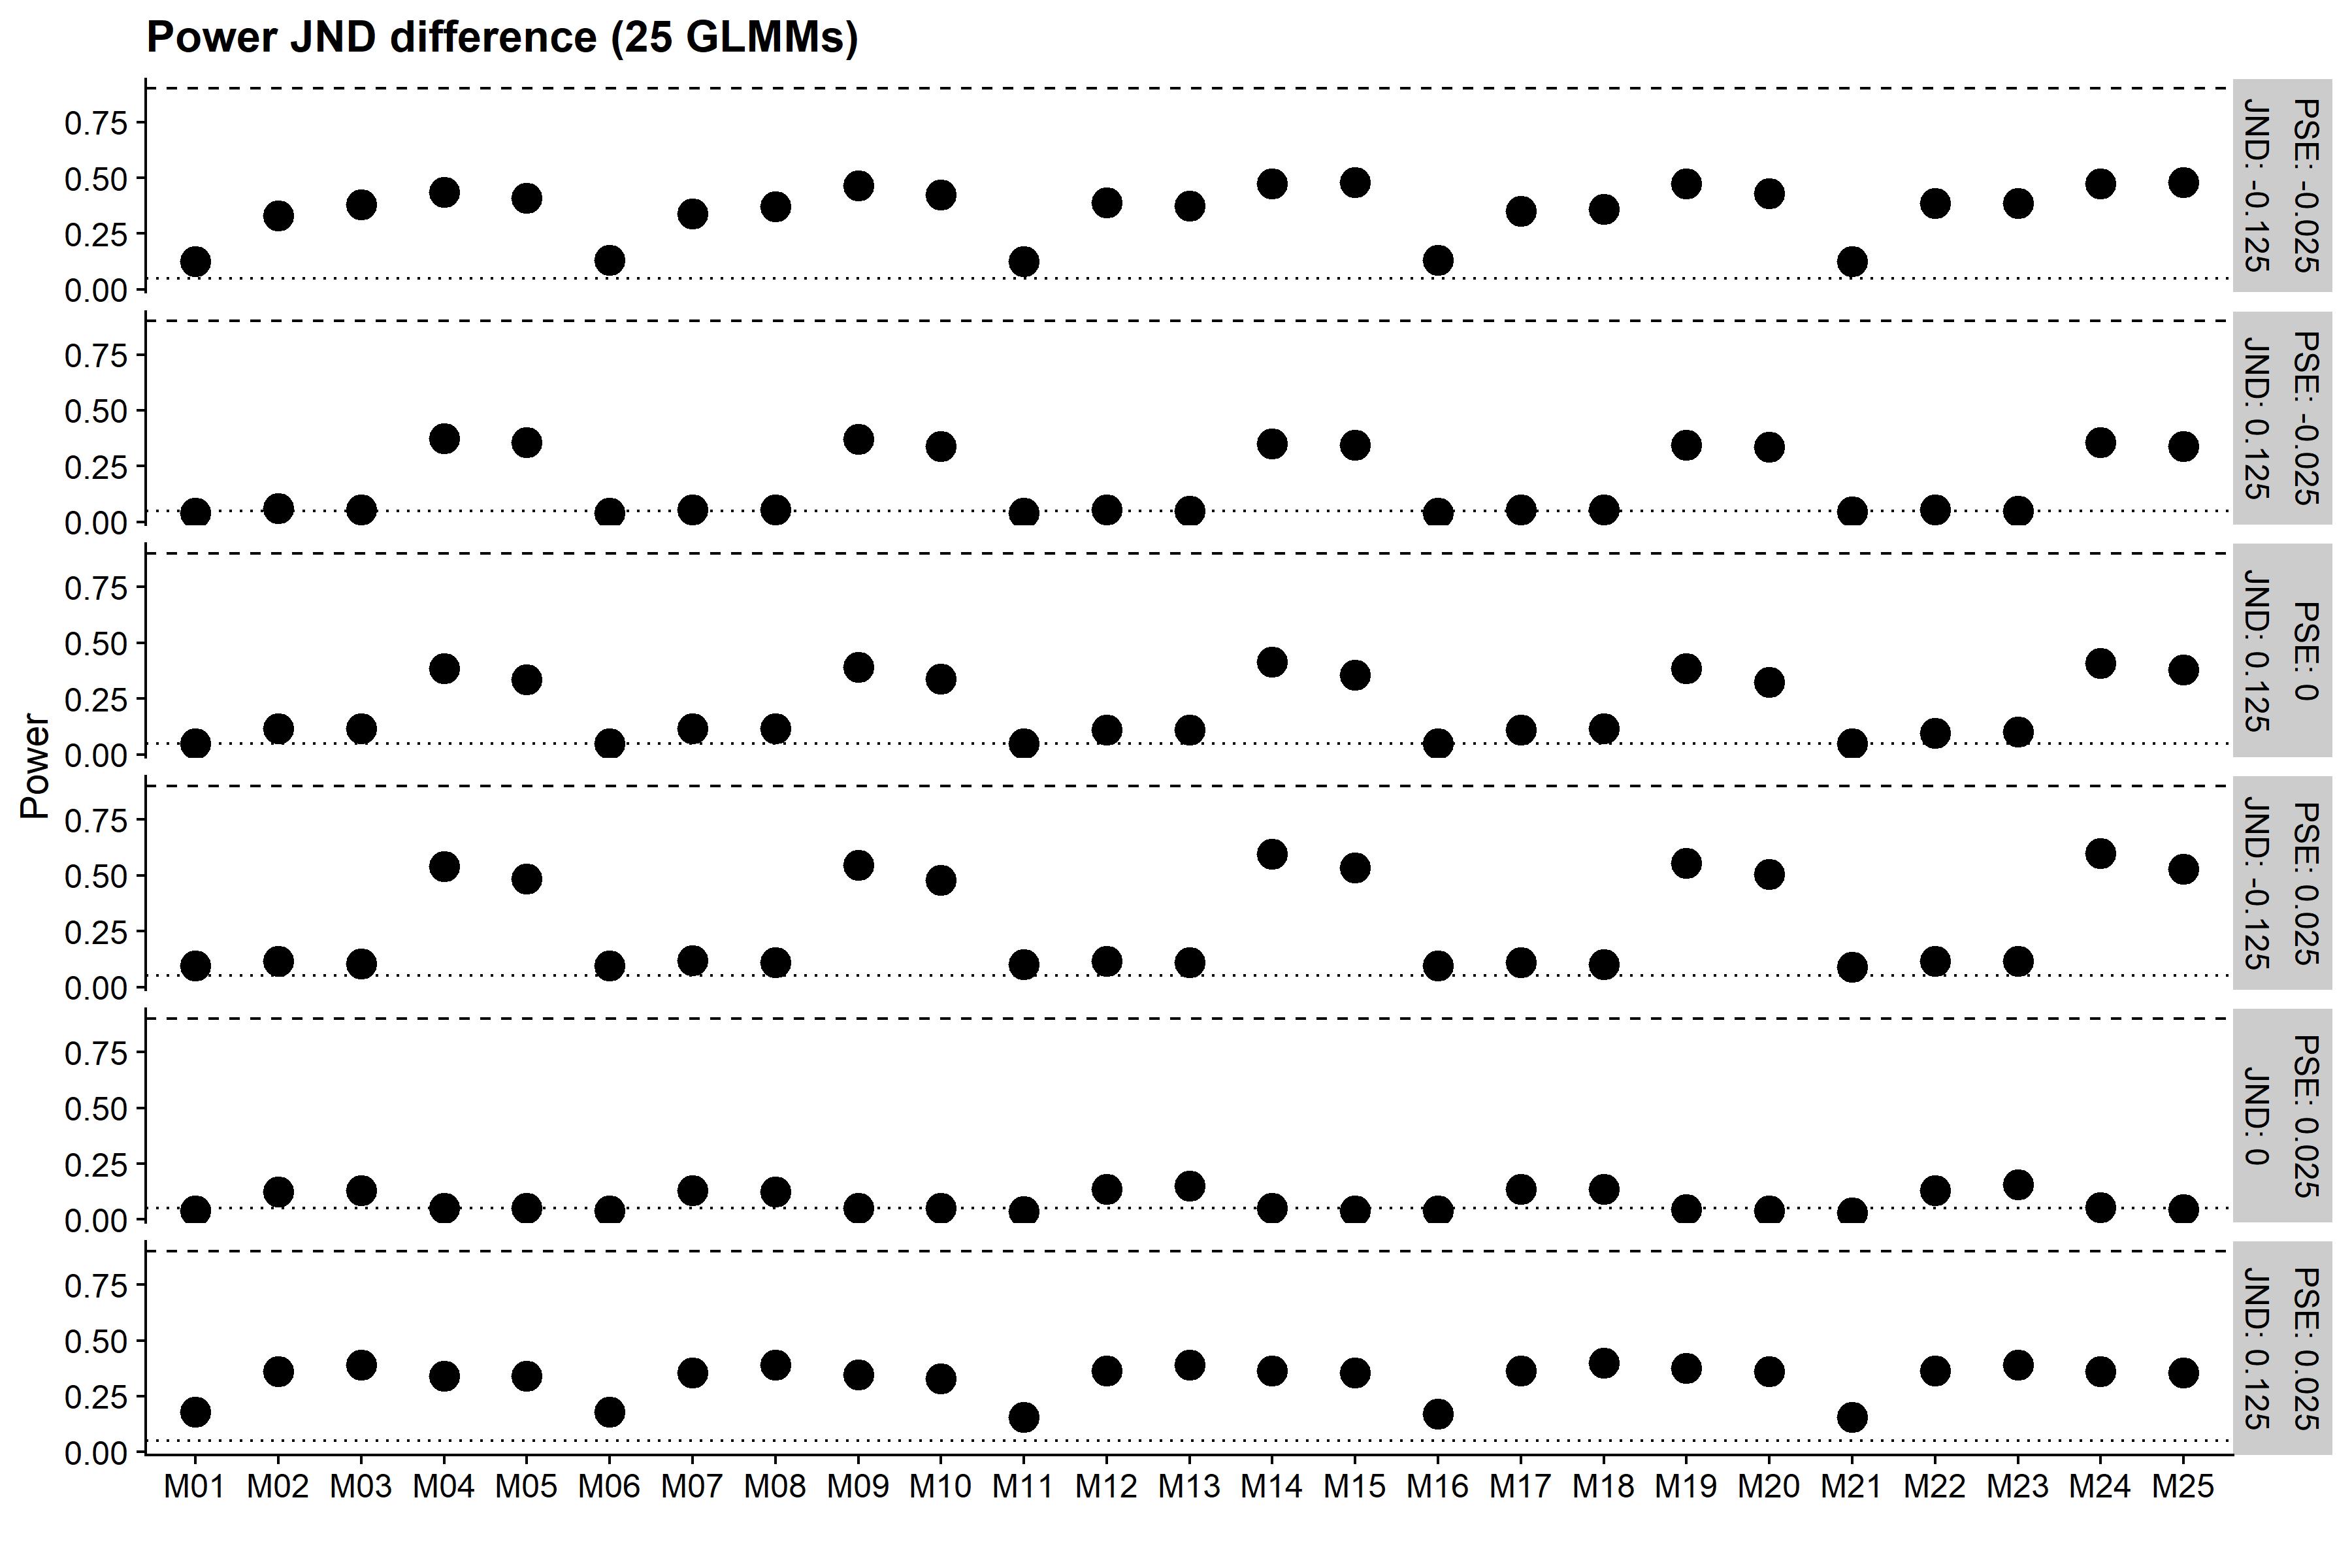 Power JND difference (25 GLMMs)
Power
0.75
0.50
0.25
0.00
PSE: -0.025
JND: -0.125
0.75
0.50
0.25
0.00
PSE: -0.025
JND: 0.125
0.75
0.50
0.25
0.00
PSE: 0
JND: 0.125
0.75
0.50
0.25
0.00
PSE: 0.025
JND: -0.125
0.75
0.50
0.25
0.00
PSE: 0.025
JND: 0
0.75
0.50
0.25
0.00
PSE: 0.025
JND: 0.125
M01 M02 M03 M04 M05 M06 M07 M08 M09 M10 M11 M12 M13 M14 M15 M16 M17 M18 M19 M20 M21 M22 M23 M24 M25